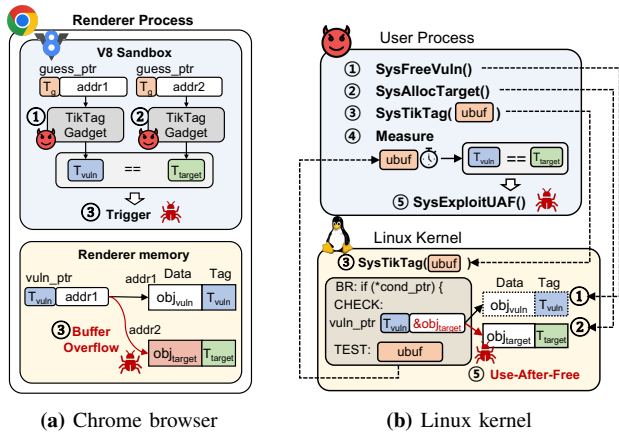 Renderer Process
V8 Sandbox
guess_ptr guess_ptr
Tg addr1 Tg addr2
① TikTag Gadget
② TikTag Gadget
Tvuln == Ttarget
③ Trigger
Renderer memory
vuln_ptr addr1 Data Tag
Tvuln addr1 objvuln Tvuln
③ Buffer Overflow
addr2
objtarget Ttarget
(a) Chrome browser
User Process
① SysFreeVuln()
② SysAllocTarget()
③ SysTikTag( ubuf )
④ Measure
ubuf Tvuln == Ttarget
⑤ SysExploitUAF()
Linux Kernel
③ SysTikTag( ubuf )
BR: if (*cond_ptr) {
CHECK:
vuln_ptr Tvuln &objtarget
TEST: ubuf
Data Tag
objvuln Tvuln ①
objtarget Ttarget ②
⑤ Use-After-Free
(b) Linux kernel